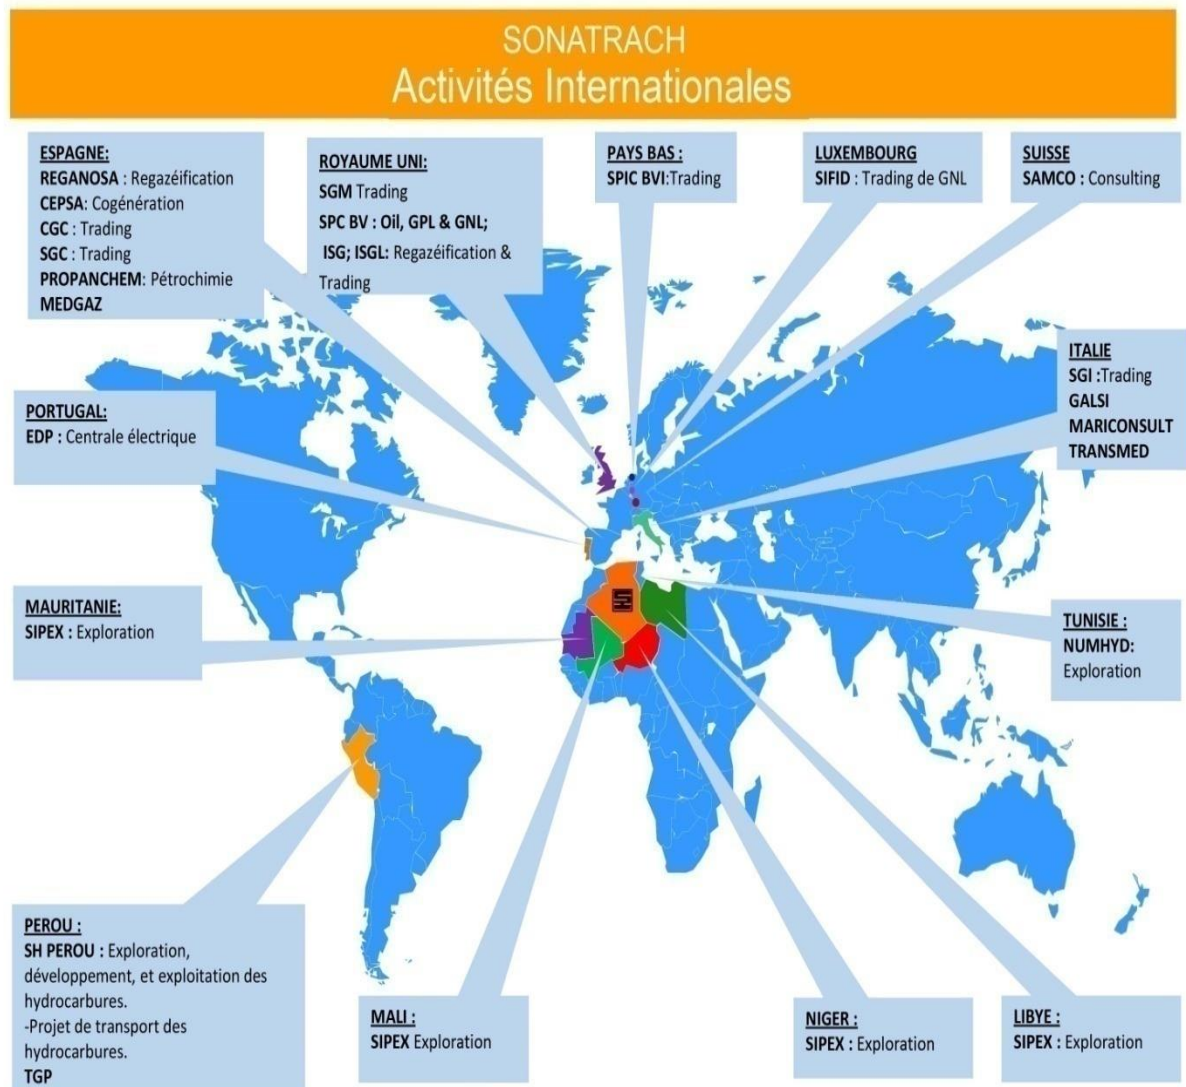 SONATRACH
Activités Internationales
ESPAGNE:
REGANOSA : Regazéification
CEPSA: Cogénération
CGC : Trading
SGC : Trading
PROPANCHEM: Pétrochimie
MEDGAZ
ROYAUME UNI:
SGM Trading
SPC BV : Oil, GPL & GNL;
ISG; ISGL: Regazéification &
Trading
PAYS BAS :
SPIC BVI:Trading
LUXEMBOURG
SIFID : Trading de GNL
SUISSE
SAMCO : Consulting
ITALIE
SGI :Trading
GALSI
MARICONSULT
TRANSMED
PORTUGAL:
EDP : Centrale électrique
MAURITANIE:
SIPEX : Exploration
TUNISIE :
NUMHYD:
Exploration
PEROU :
SH PEROU : Exploration,
développement, et exploitation des
hydrocarbures.
-Projet de transport des
hydrocarbures.
TGP
MALI :
SIPEX Exploration
NIGER :
SIPEX : Exploration
LIBYE :
SIPEX : Exploration